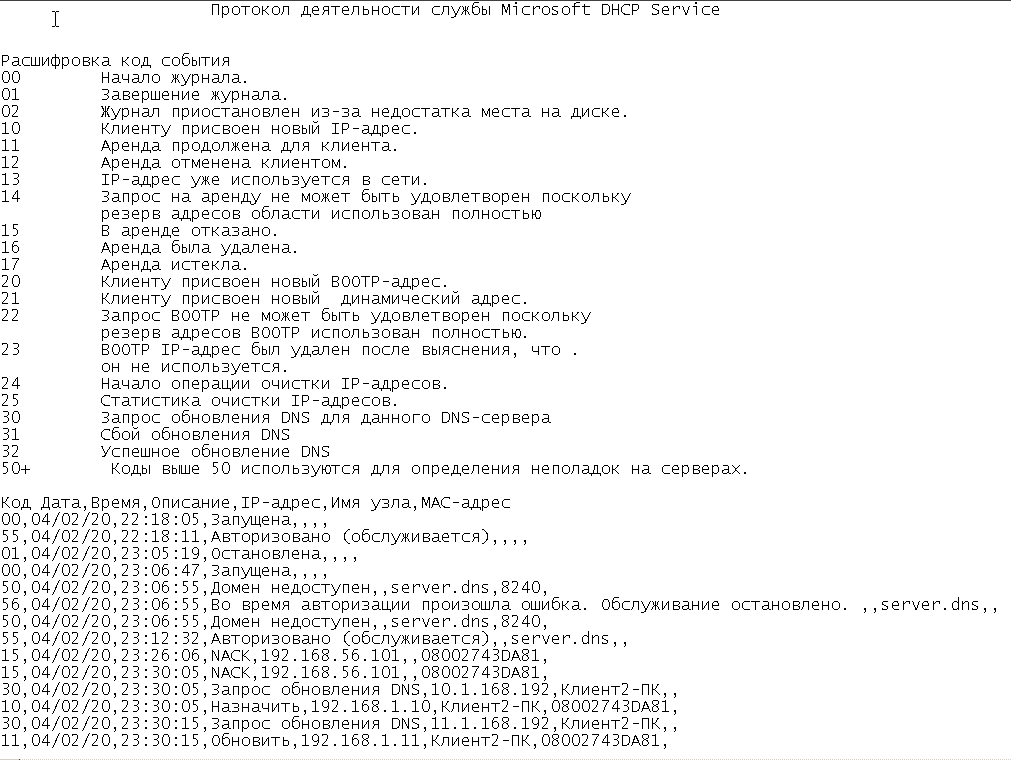 Протокол деятельности службы Microsoft DHCP Service
Расшифровка код события
00 Начало журнала.
01 Завершение журнала.
02 Журнал приостановлен из-за недостатка места на диске.
10 Клиенту присвоен новый IP-адрес.
11 Аренда продолжена для клиента.
12 Аренда отменена клиентом.
13 IP-адрес уже используется в сети.
14 Запрос на аренду не может быть удовлетворен поскольку
резерв адресов области использован полностью
15 В аренде отказано.
16 Аренда была удалена.
17 Аренда истекла.
20 Клиенту присвоен новый BOOTP-адрес.
21 Клиенту присвоен новый  динамический адрес.
22 Запрос BOOTP не может быть удовлетворен поскольку
резерв адресов BOOTP использован полностью.
23 BOOTP IP-адрес был удален после выяснения, что .
он не используется.
24 Начало операции очистки IP-адресов.
25 Статистика очистки IP-адресов.
30 Запрос обновления DNS для данного DNS-сервера
31 Сбой обновления DNS
32 Успешное обновление DNS
50+ Коды выше 50 используются для определения неполадок на серверах.
Код Дата,Время,Описание,IP-адрес,Имя узла,MAC-адрес
00,04/02/20,22:18:05,Запущена,,,,
55,04/02/20,22:18:11,Авторизовано (обслуживается),,,,
01,04/02/20,23:05:19,Остановлена,,,,
00,04/02/20,23:06:47,Запущена,,,,
50,04/02/20,23:06:55,Домен недоступен,,server.dns,8240,
56,04/02/20,23:06:55,Во время авторизации произошла ошибка. Обслуживание остановлено. ,,server.dns,,
50,04/02/20,23:06:55,Домен недоступен,,server.dns,8240,
55,04/02/20,23:12:32,Авторизовано (обслуживается),,server.dns,,
15,04/02/20,23:26:06,NACK,192.168.56.101,,08002743DA81,
15,04/02/20,23:30:05,NACK,192.168.56.101,,08002743DA81,
30,04/02/20,23:30:05,Запрос обновления DNS,10.1.168.192,Клиент2-ПК,,
10,04/02/20,23:30:05,Назначить,192.168.1.10,Клиент2-ПК,08002743DA81,
30,04/02/20,23:30:15,Запрос обновления DNS,11.1.168.192,Клиент2-ПК,,
11,04/02/20,23:30:15,Обновить,192.168.1.11,Клиент2-ПК,08002743DA81,